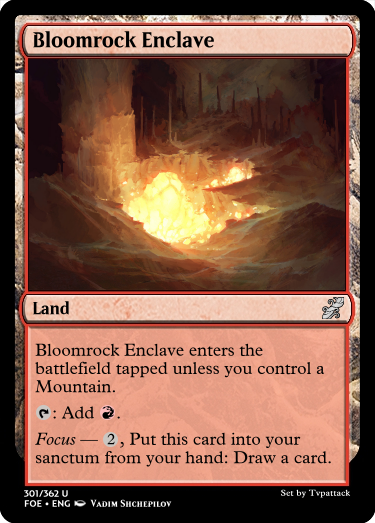 Bloomrock Enclave
Land
Bloomrock Enclave enters the
battlefield tapped unless you control a
Mountain.
: Add .
Focus — 2, Put this card into your
sanctum from your hand: Draw a card.
301/362 U
Set by Tvpattack
FOE • ENG Vadim Shchepilov